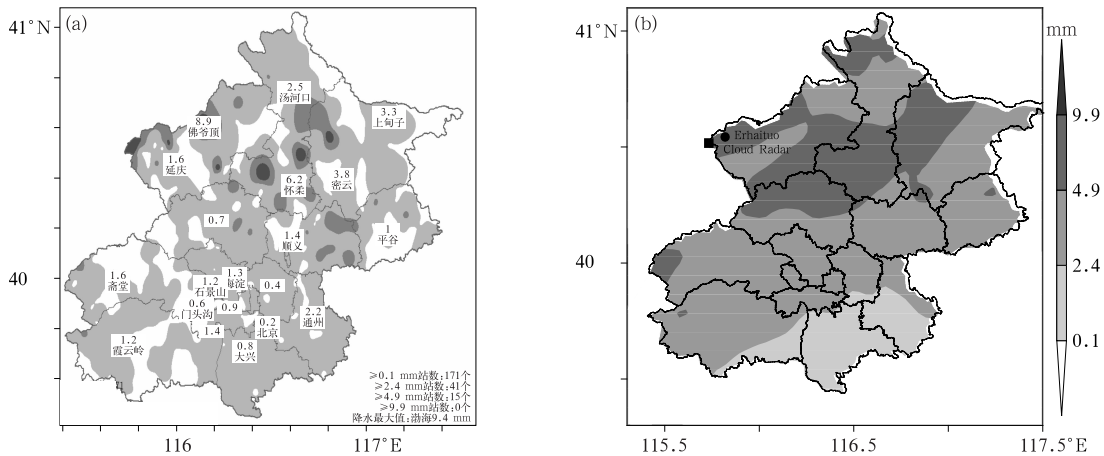 (a)
41°N
40
116
117°E
2.5
汤河口
3.3
上甸子
8.9
佛爷顶
1.6
延庆
6.2
怀柔
3.8
密云
0.7
1.4
顺义
1
平谷
1.6
斋堂
1.3
海淀
1.2
石景山
0.4
0.6
门头沟
0.9
2.2
通州
1.4
0.2
北京
1.2
霞云岭
0.8
大兴
≥0.1 mm站数:171个
≥2.4 mm站数:41个
≥4.9 mm站数:15个
≥9.9 mm站数:0个
降水最大值:渤海9.4 mm
(b)
41°N
40
115.5
116.5
117.5°E
Erhaituo
Cloud Radar
mm
9.9
4.9
2.4
0.1